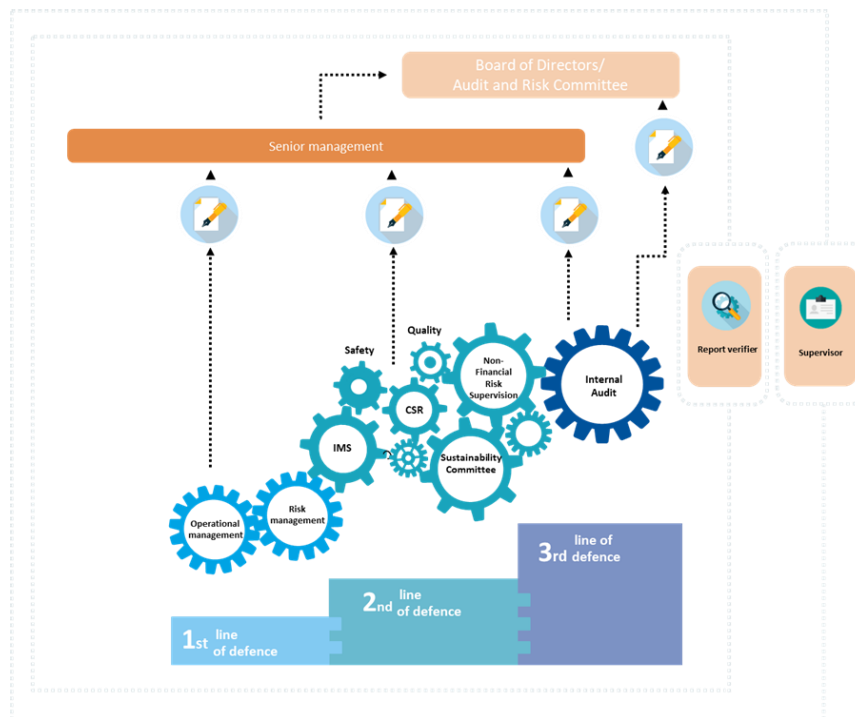 Board of Directors/
Audit and Risk Committee
Senior management
Quality
Safety
Non-
Financial
Risk
Supervision
Internal
Audit
CSR
IMS
Sustainability
Committee
Risk
management
Operational
management
Report verifier
Supervisor
3rd line of
defence
2nd line
of defence
1st line
of defence